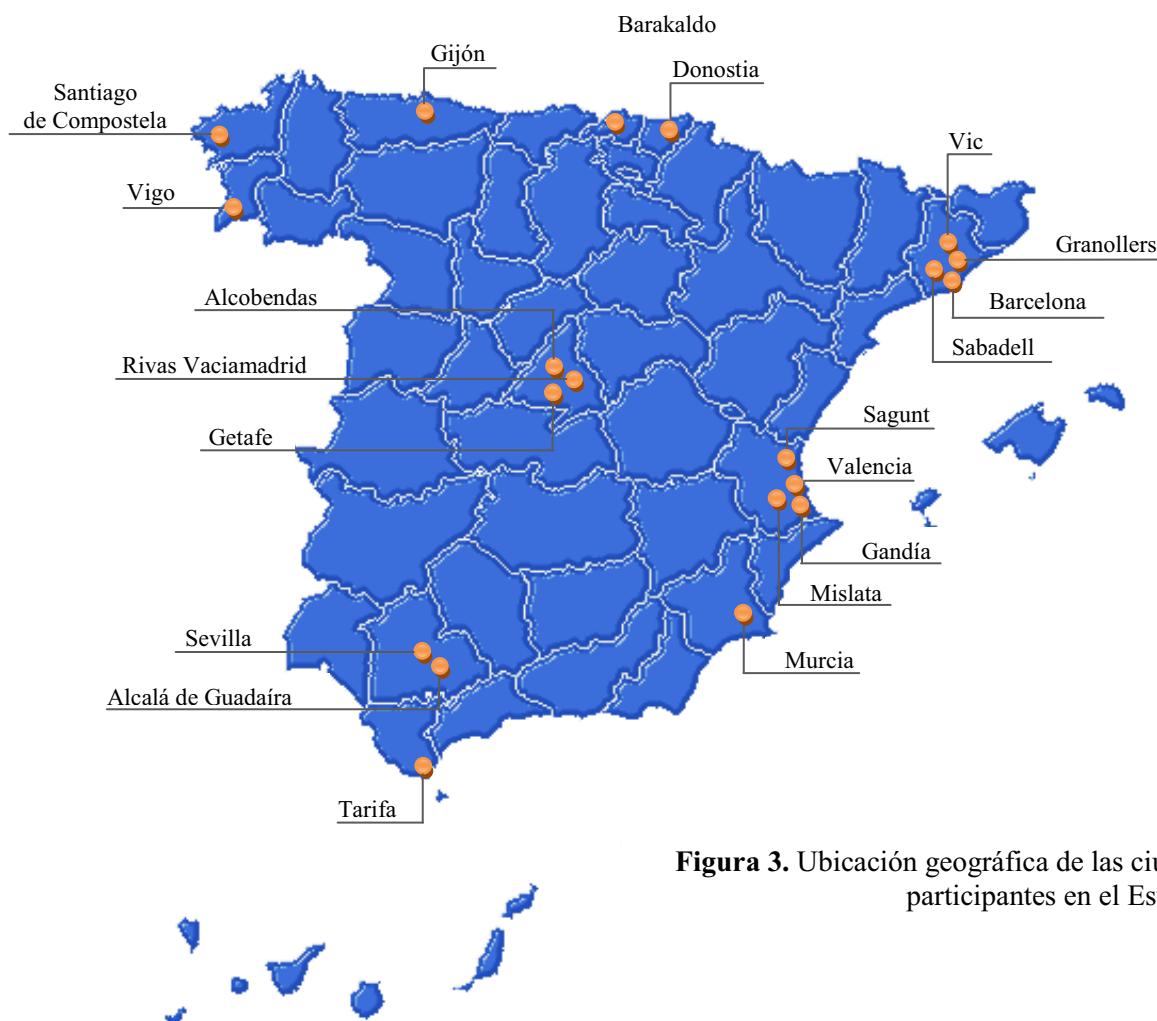 Barakaldo
Gijón
Donostia
Santiago
de Compostela
Vic
Vigo
Granollers
Alcobendas
Barcelona
Rivas Vaciamadrid
Sabadell
Sagunt
Getafe
Valencia
Gandía
Mislata
Sevilla
Murcia
Alcalá de Guadaíra
Tarifa
Figura 3. Ubicación geográfica de las ciu
participantes en el Es